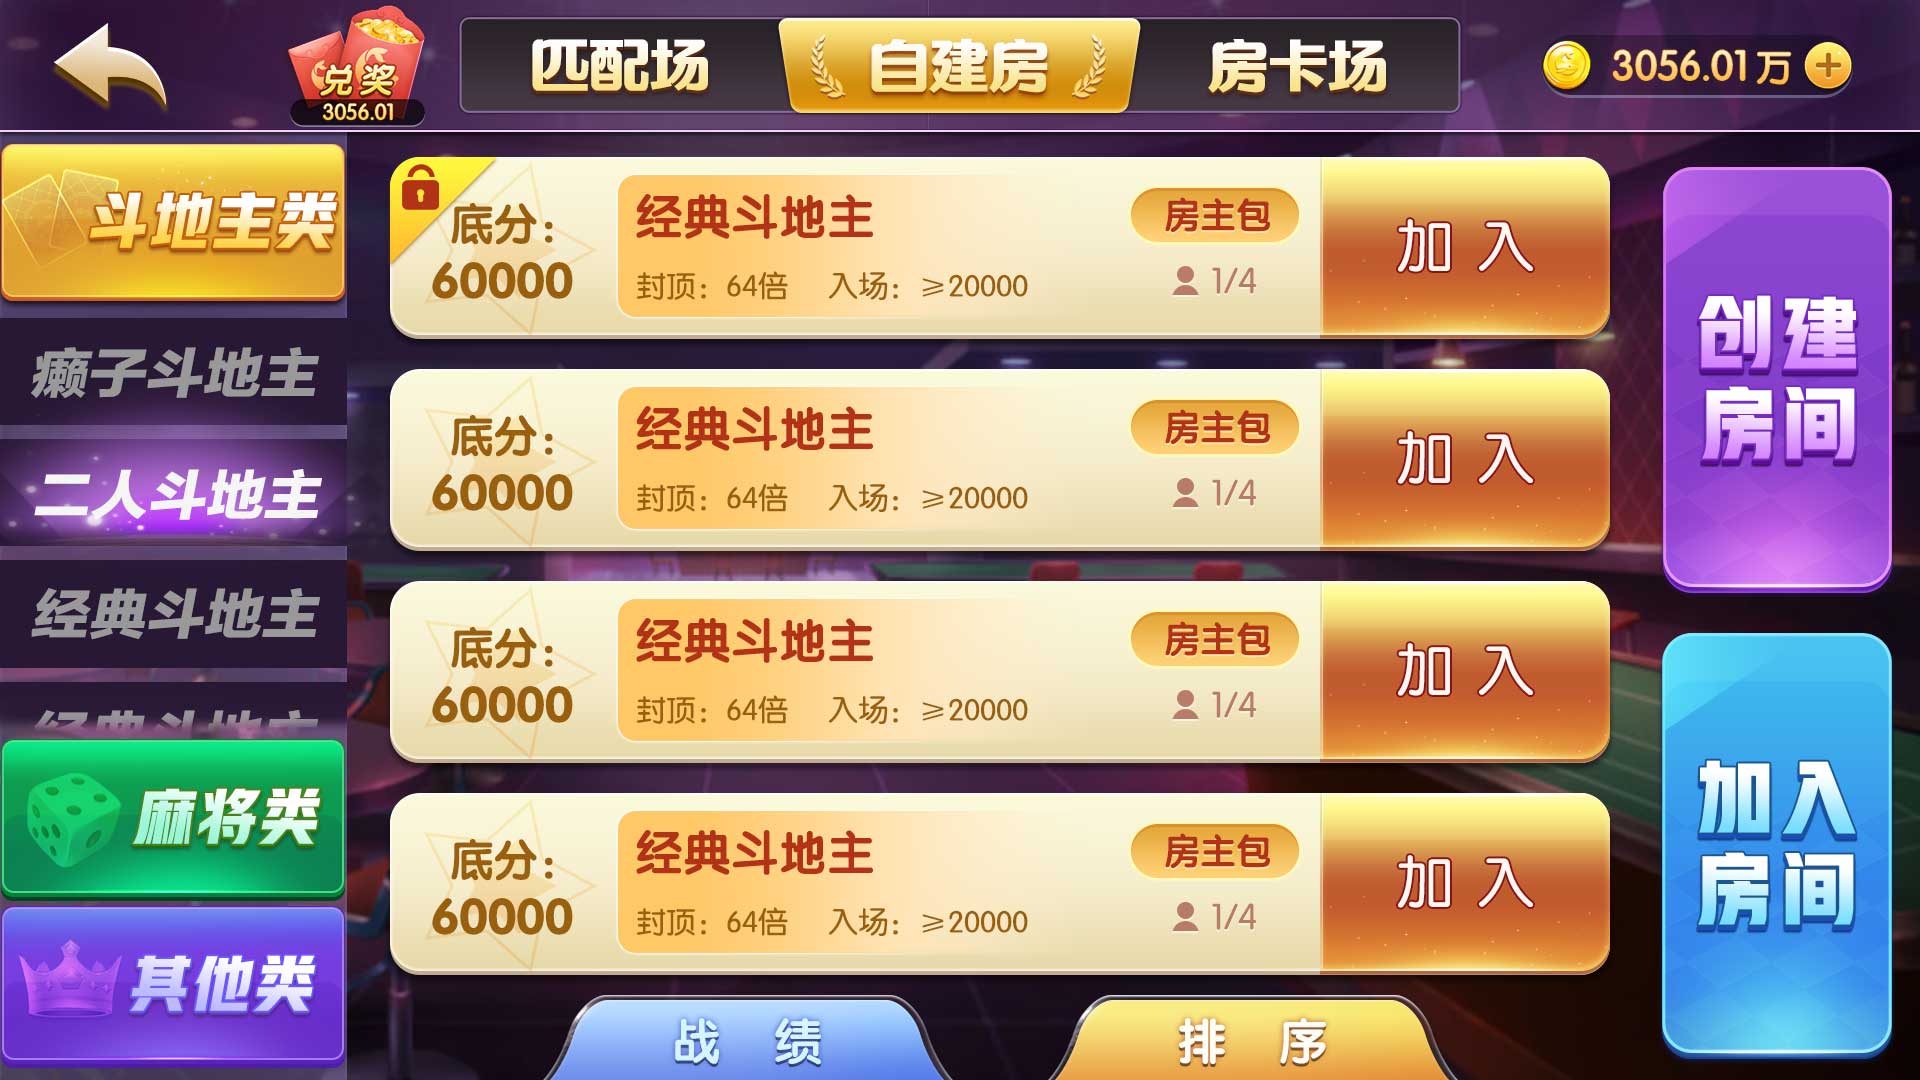 兑奖
3056.01
匹配场
自建房
房卡场
3056.01万
斗地主类
癞子斗地主
二人斗地主
经典斗地主
经典斗地主
麻将类
其他类
底分：
60000
经典斗地主
封顶：64倍 入场：≥20000
房主包
1/4
加入
底分：
60000
经典斗地主
封顶：64倍 入场：≥20000
房主包
1/4
加入
底分：
60000
经典斗地主
封顶：64倍 入场：≥20000
房主包
1/4
加入
底分：
60000
经典斗地主
封顶：64倍 入场：≥20000
房主包
1/4
加入
创建
房间
加入
房间
战绩
排序